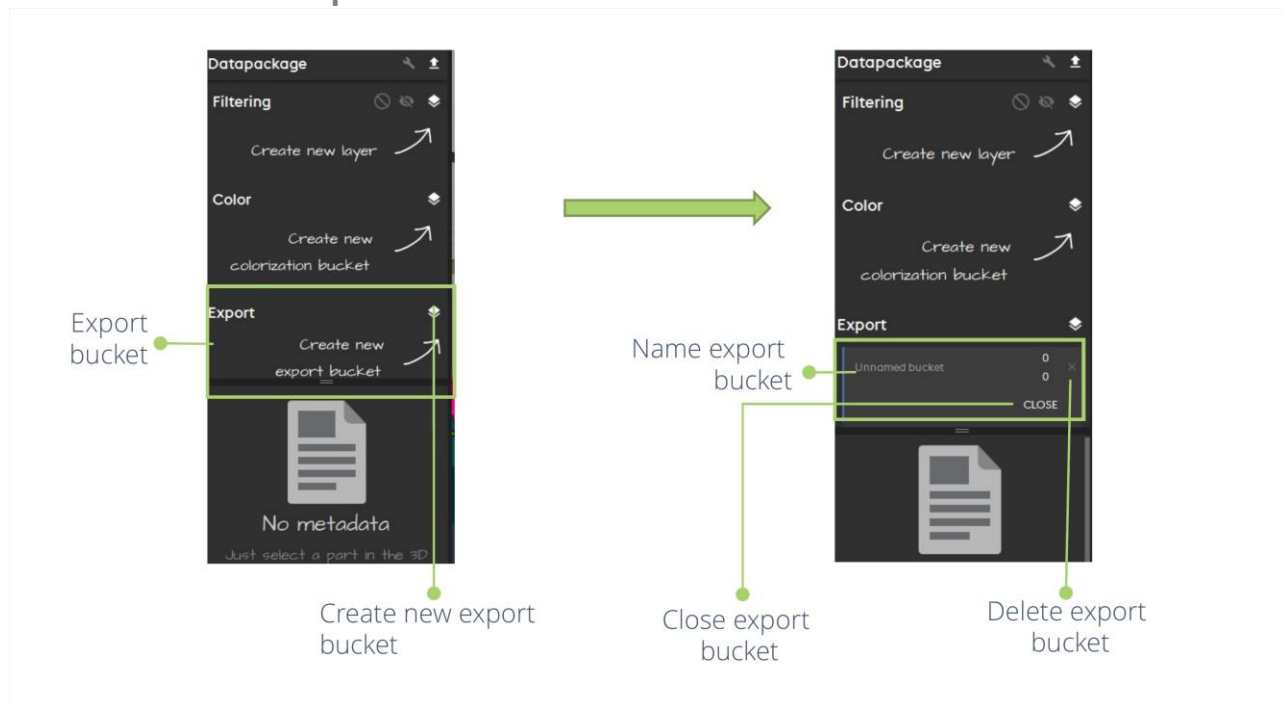 Datapackage
Filtering
Create new layer
Color
Create new
colorization bucket
Export
Create new
export bucket
No metadata
Just select a part in the 3D
Export
bucket
Create new export
bucket
Datapackage
Filtering
Create new layer
Color
Create new
colorization bucket
Export
Unnamed bucket
0
0
CLOSE
Name export
bucket
Close export
bucket
Delete export
bucket